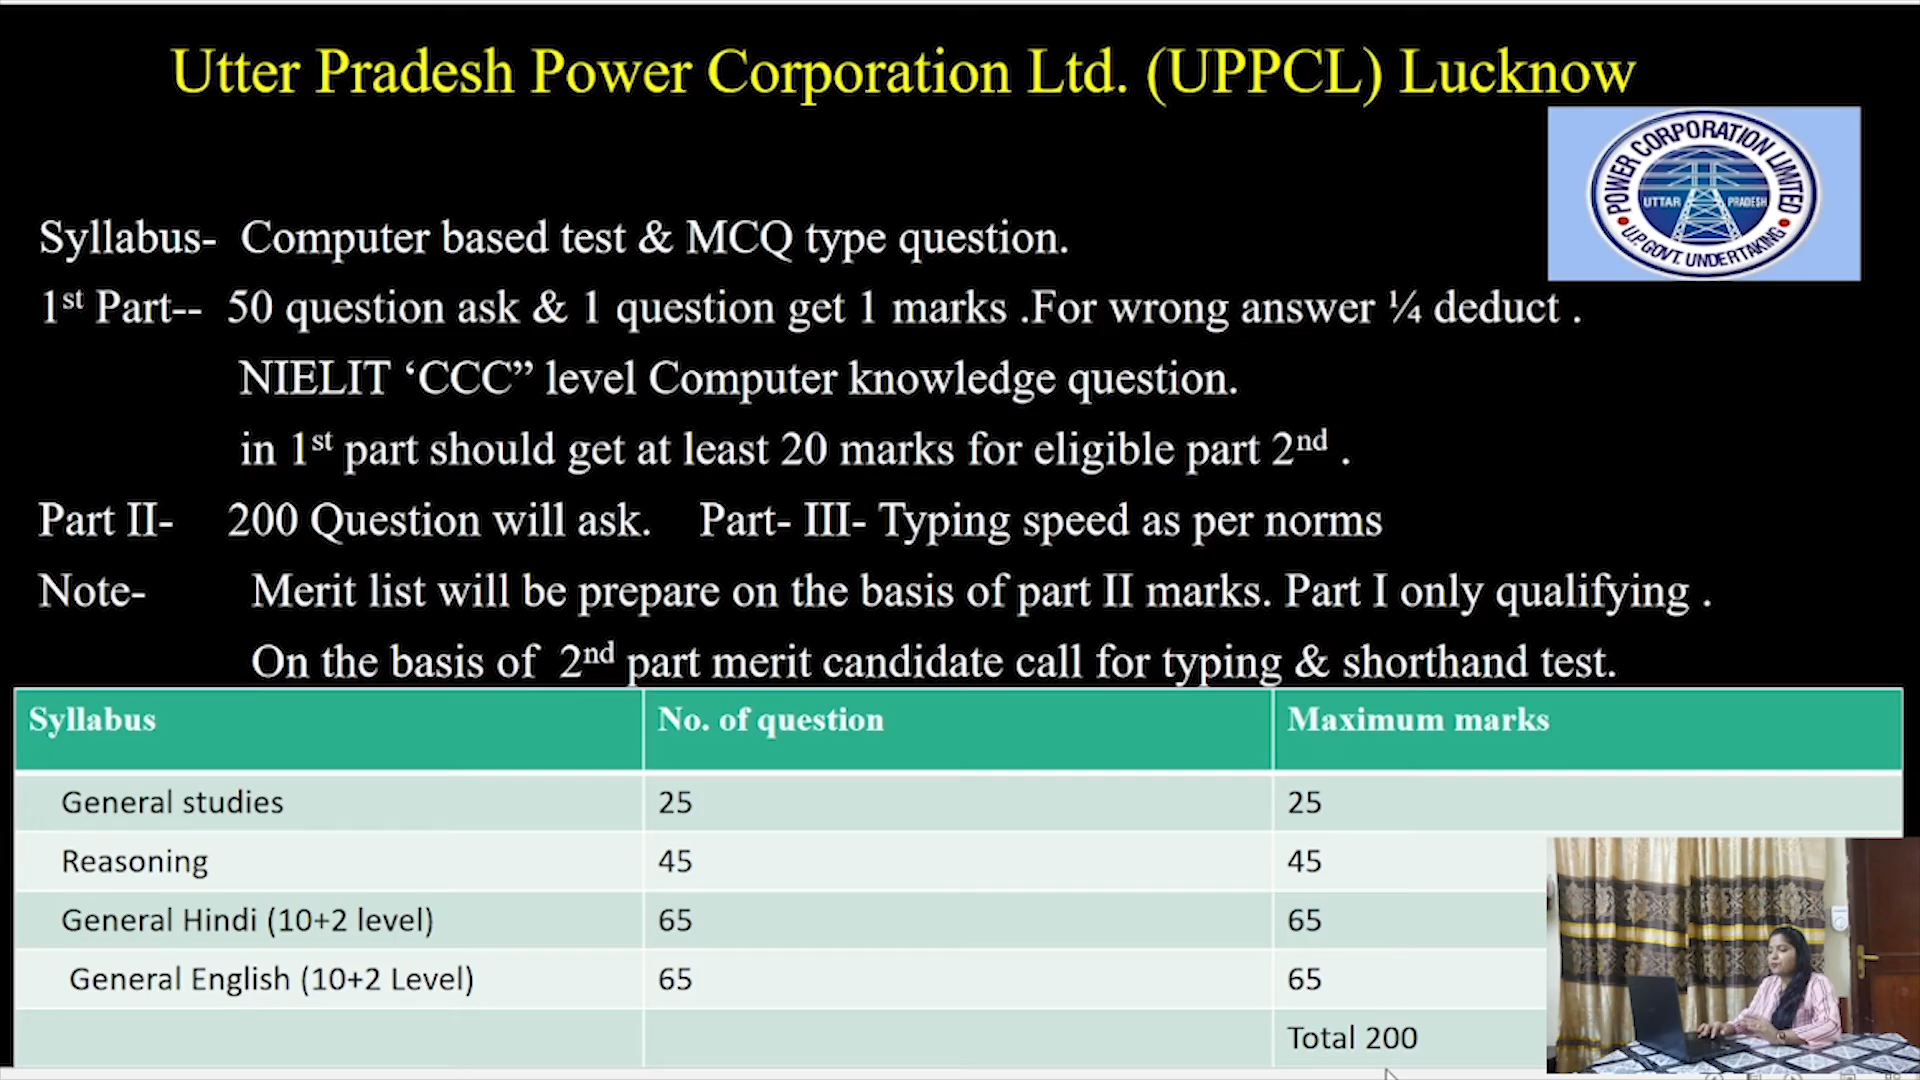 Utter Pradesh Power Corporation Ltd. (UPPCL) Lucknow
POWER CORPORATION LIMITED
UTTAR PRADESH
U.P. GOVT. UNDERTAKING
Syllabus- Computer based test & MCQ type question.
1st Part-- 50 question ask & 1 question get 1 marks .For wrong answer ¼ deduct .
NIELIT ‘CCC” level Computer knowledge question.
in 1st part should get at least 20 marks for eligible part 2nd .
Part II- 200 Question will ask. Part- III- Typing speed as per norms
Note- Merit list will be prepare on the basis of part II marks. Part I only qualifying .
On the basis of 2nd part merit candidate call for typing & shorthand test.
Syllabus No. of question Maximum marks
General studies 25 25
Reasoning 45 45
General Hindi (10+2 level) 65 65
General English (10+2 Level) 65 65
Total 200